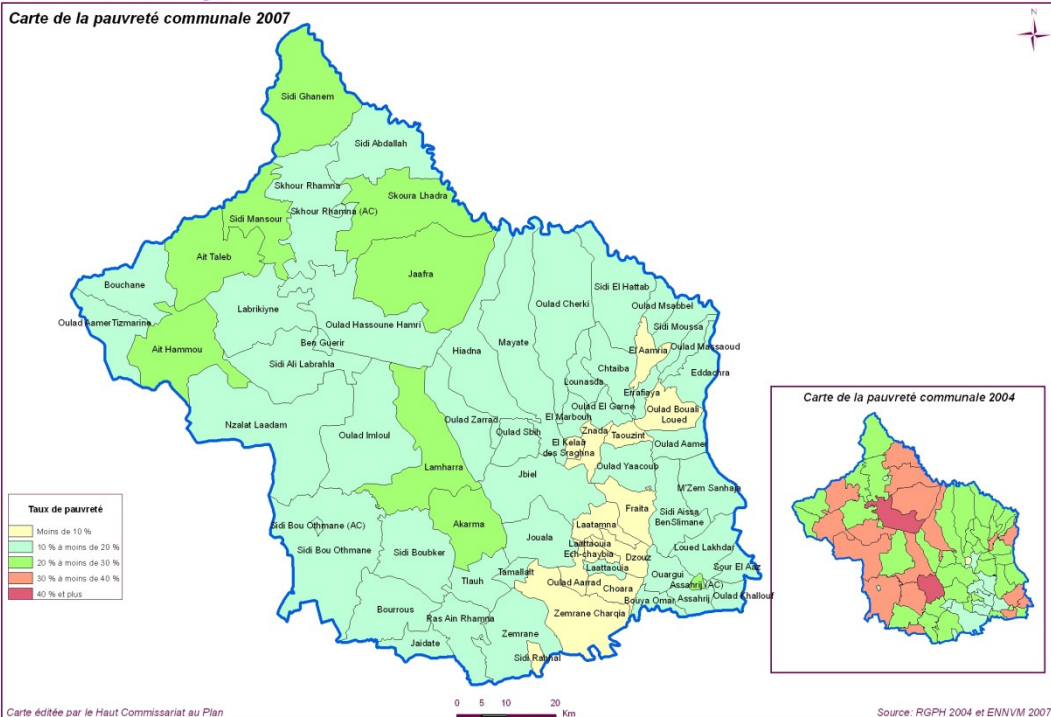 Carte de la pauvreté communale 2007
N
Sidi Ghanem
Sidi Abdallah
Skhour Rhamna
Skoura Lhadra
Skhour Rhamna (AC)
Sidi Mansour
Ait Taleb
Jaafra
Bouchane
Sidi El Hattab
Oulad Cherki
Oulad Msabbel
Labrikiyne
Oulad Aamer Tizmarine
Oulad Hassoune Hamri
Sidi Moussa
Ben Guerir
Mayate
Oulad Massaoud
Ait Hammou
Hiadna
El Aamria
Sidi Ali Labrahla
Chtaiba
Eddachra
Lounasda
Errafiaya
Oulad El Garne
Oulad Bouali
Loued
El Marbouh
Nzalat Laadam
Oulad Zarrad
Oulad Sbih
Znada
Taouzint
Oulad Imloul
El Kelaâ
des Sraghna
Oulad Aamer
Lamharra
Oulad Yaacoub
Jbiel
M'Zem Sanhaja
Fraita
Sidi Aissa
Ben Slimane
Sidi Bou Othmane (AC)
Akarma
Laatamna
Jouala
Laattaouia
Ech-chaybia
Dzouz
Loued Lakhdar
Sidi Bou Othmane
Sidi Boubker
Laattaouia
Sour El Aaz
Tamallalt
Ouargui
Tlauh
Oulad Aarrad
Choara
Assahrij (AC)
Oulad Khallouf
Bouya Omar
Assahrij
Bourrous
Zemrane Charqia
Ras Ain Rhamna
Zemrane
Jaidate
Sidi Rahhal
Taux de pauvreté
Moins de 10 %
10 % à moins de 20 %
20 % à moins de 30 %
30 % à moins de 40 %
40 % et plus
Carte de la pauvreté communale 2004
0 5 10 20
Km
Carte éditée par le Haut Commissariat au Plan
Source: RGPH 2004 et ENNVM 2007